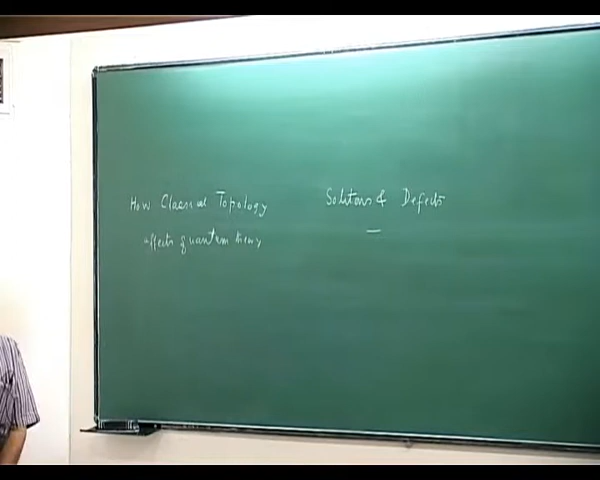 How Classical Topology
affects quantum theory
Solitons & Defects